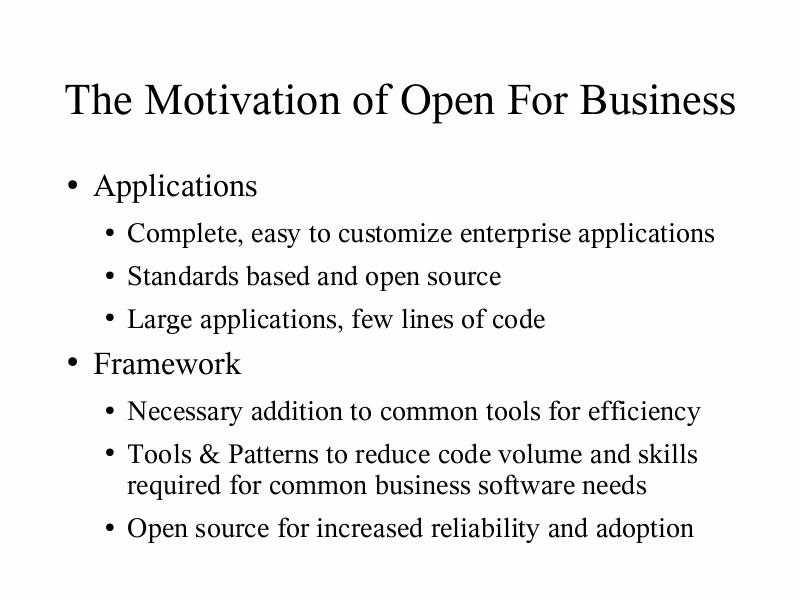 The Motivation of Open For Business
• Applications
• Complete, easy to customize enterprise applications
• Standards based and open source
• Large applications, few lines of code
• Framework
• Necessary addition to common tools for efficiency
• Tools & Patterns to reduce code volume and skills
required for common business software needs
• Open source for increased reliability and adoption